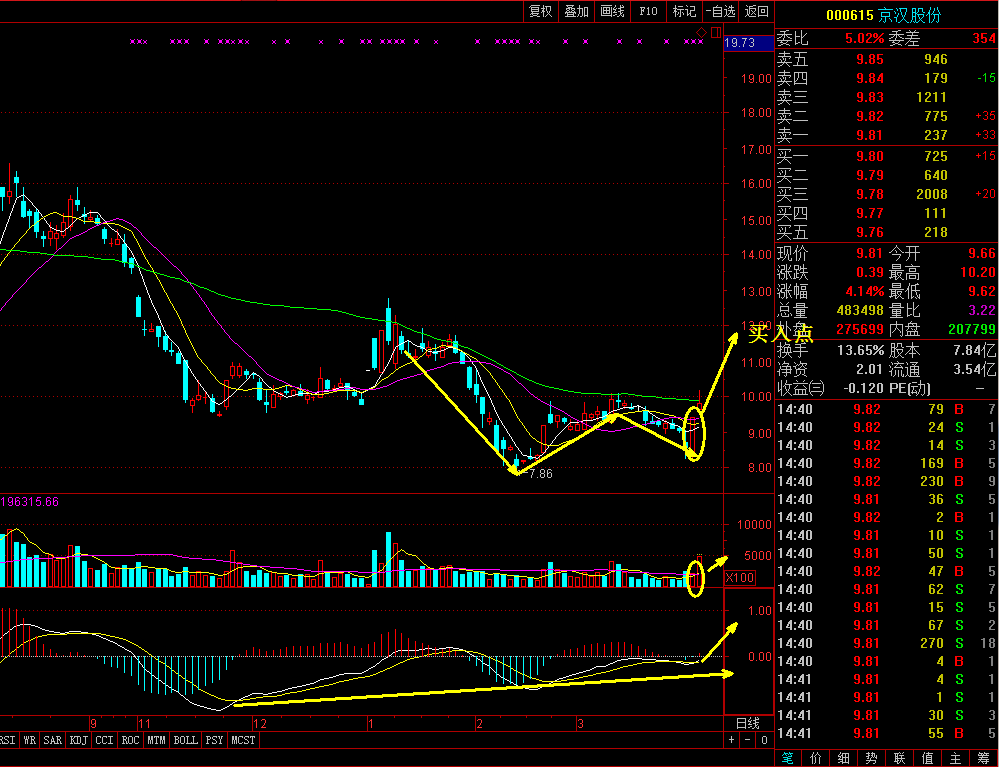 复权 叠加 画线 F10 标记 -自选 返回
000615 京汉股份
19.73
委比 5.02% 委差 354
卖五 9.85 946
19.00
卖四 9.84 179 -15
卖三 9.83 1211
18.00
卖二 9.82 775 +35
卖一 9.81 237 +33
17.00
买一 9.80 725 +15
买二 9.79 640
16.00
买三 9.78 2008 +20
买四 9.77 111
15.00
买五 9.76 218
14.00
现价 9.81 今开 9.66
涨跌 0.39 最高 10.20
13.00
涨幅 4.14% 最低 9.62
总量 483498 量比 3.22
12.00
买入点
外盘 275699 内盘 207799
换手 13.65% 股本 7.84亿
11.00
净资 2.01 流通 3.54亿
收益㈢ -0.120 PE(动) —
10.00
14:40 9.82 79 B 7
14:40 9.82 24 S 1
9.00
14:40 9.82 14 S 3
14:40 9.82 169 B 5
8.00
7.86
14:40 9.82 230 B 9
14:40 9.81 36 S 5
196315.66
14:40 9.82 2 B 1
10000
14:40 9.81 10 S 1
14:40 9.81 50 S 1
5000
14:40 9.82 47 B 5
X100
14:40 9.81 62 S 7
14:40 9.81 15 S 5
1.00
14:40 9.81 67 S 2
14:40 9.81 270 S 18
0.00
14:40 9.81 4 B 1
14:41 9.81 4 S 1
14:41 9.81 1 S 1
14:41 9.81 30 S 3
9 11 12 1 2 3 日线
14:41 9.81 55 B 5
RSI WR SAR KDJ CCI ROC MTM BOLL PSY MCST + - 0
笔 价 细 势 联 值 主 筹